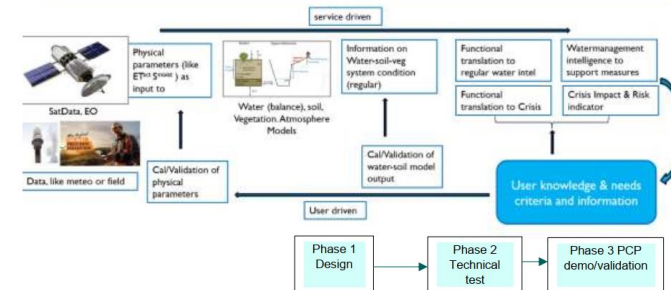 service driven
Physical
parameters (like
ETact Smoist ) as
input to
Information on
Water-soil-veg
system condition
(regular)
Functional
translation to
regular water intel
Watermanagement
intelligence to
support measures
Functional
translation to Crisis
Crisis Impact & Risk
indicator
SatData, EO
Water (balance), soil,
Vegetation. Atmosphere
Models
Data, like meteo or field
Cal/Validation of
physical
parameters
Cal/Validation of
water-soil model
output
User knowledge & needs
criteria and information
User driven
Phase 1
Design
Phase 2
Technical
test
Phase 3 PCP
demo/validation